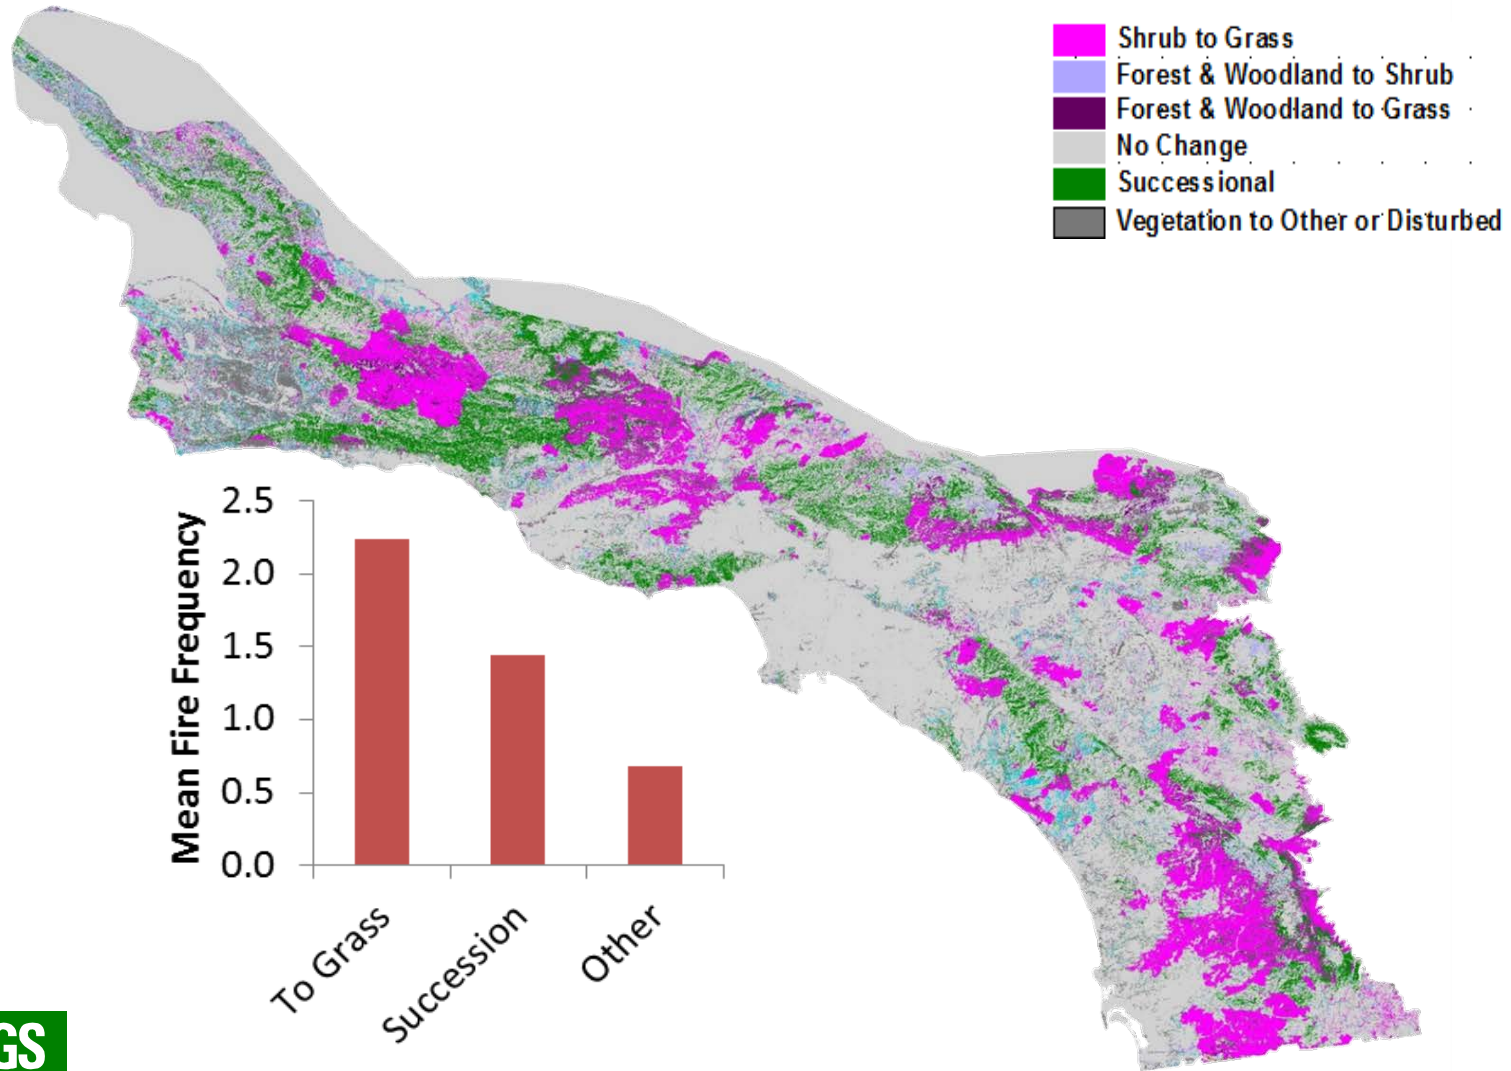 Shrub to Grass
Forest & Woodland to Shrub
Forest & Woodland to Grass
No Change
Successional
Vegetation to Other or Disturbed
Mean Fire Frequency
2.5
2.0
1.5
1.0
0.5
0.0
To Grass
Succession
Other
GS